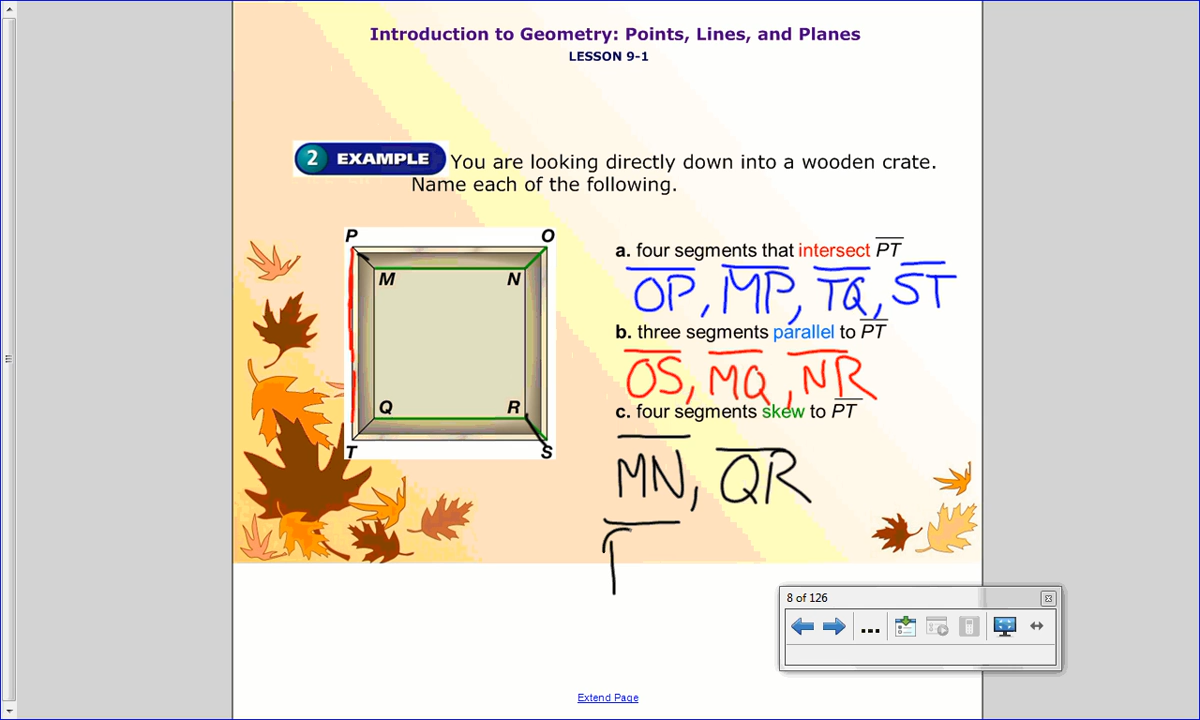 Introduction to Geometry: Points, Lines, and Planes
LESSON 9-1
2 EXAMPLE You are looking directly down into a wooden crate.
Name each of the following.
P O
M N
Q R
T S
a. four segments that intersect PT
OP, MP, TQ, ST
b. three segments parallel to PT
OS, MQ, NR
c. four segments skew to PT
MN, QR
8 of 126
...
Extend Page